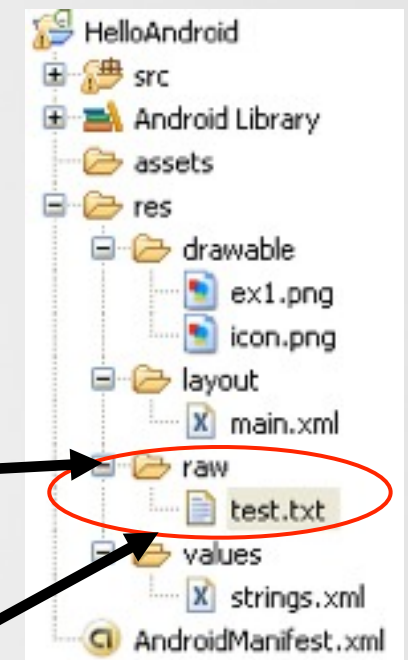 HelloAndroid
src
Android Library
assets
res
drawable
ex1.png
icon.png
layout
main.xml
raw
test.txt
values
strings.xml
AndroidManifest.xml